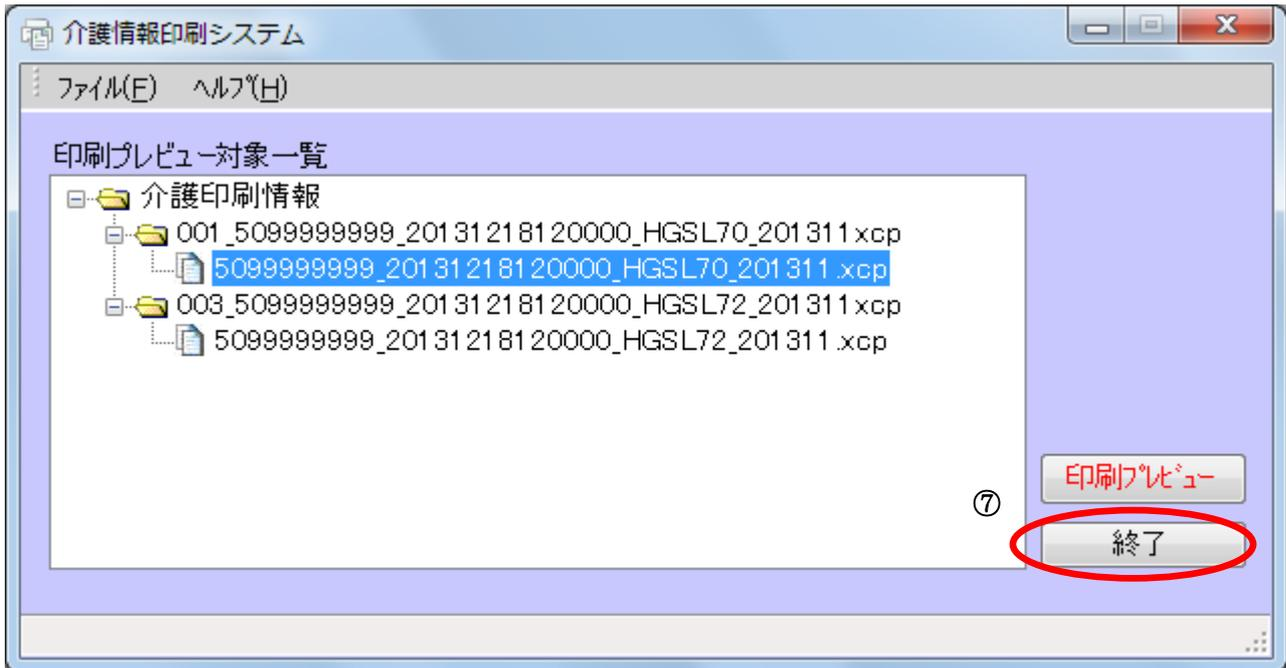 介護情報印刷システム
ファイル(F) ヘルプ(H)
印刷プレビュー対象一覧
介護印刷情報
001_5099999999_20131218120000_HGSL70_201311xcp
5099999999_20131218120000_HGSL70_201311.xcp
003_5099999999_20131218120000_HGSL72_201311xcp
5099999999_20131218120000_HGSL72_201311.xcp
印刷プレビュー
⑦
終了